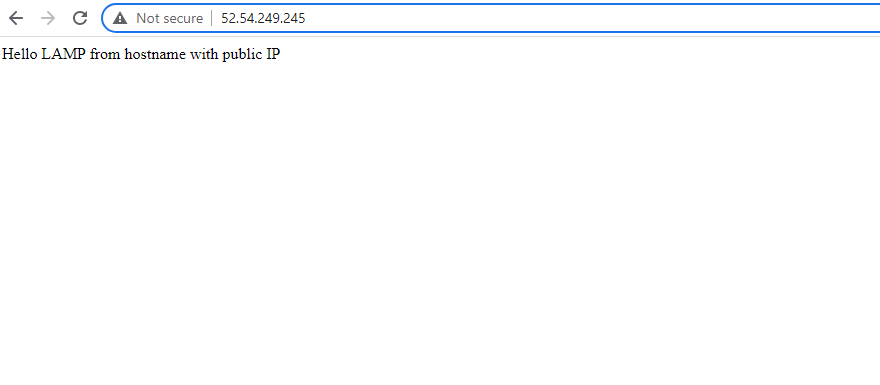 Not secure | 52.54.249.245
Hello LAMP from hostname with public IP